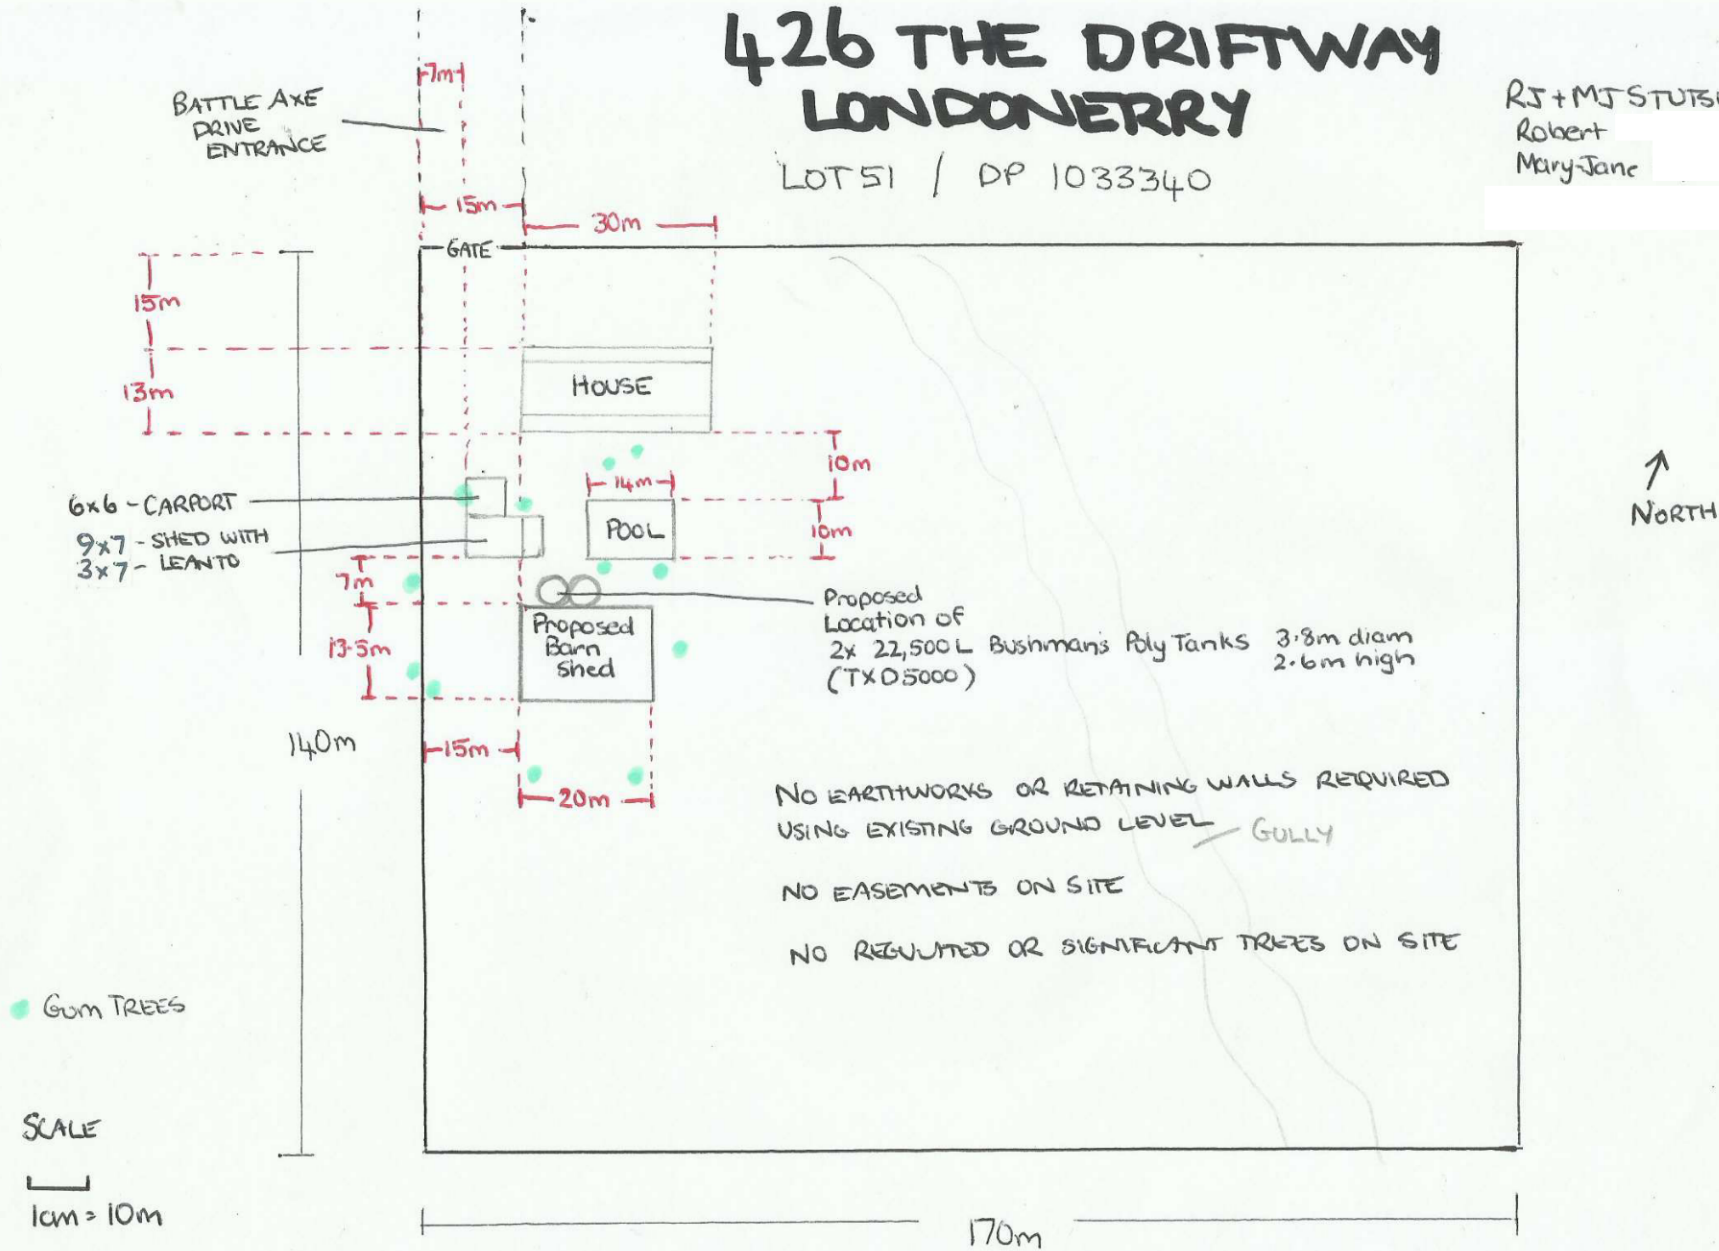 426 THE DRIFTWAY
LONDONERRY
LOT 51 / DP 1033340
RJ + MJ
Robert
Mary-Jane
BATTLE AXE
DRIVE
ENTRANCE
7m
15m
30m
GATE
15m
13m
HOUSE
10m
14m
POOL
10m
6x6 - CARPORT
9x7 - SHED WITH
3x7 - LEANTO
7m
13.5m
Proposed
Barn
Shed
Proposed
Location of
2x 22,500L Bushman's Poly Tanks 3.8m diam
2.6m high
(TXD5000)
NORTH
140m
15m
20m
NO EARTHWORKS OR RETAINING WALLS REQUIRED
USING EXISTING GROUND LEVEL
GULLY
NO EASEMENTS ON SITE
NO REGULATED OR SIGNIFICANT TREES ON SITE
GUM TREES
SCALE
1cm = 10m
170m